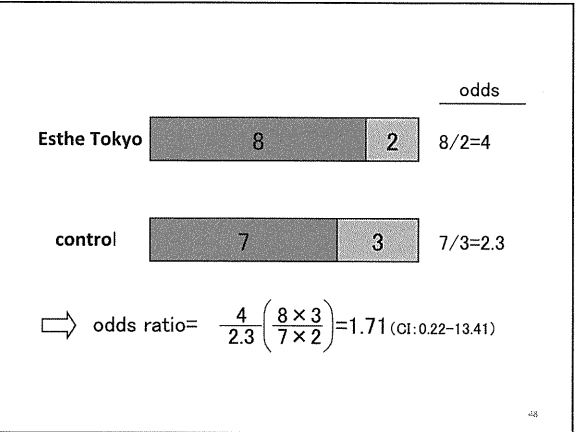 odds
Esthe Tokyo 8 2 8/2=4
control 7 3 7/3=2.3
⇨ odds ratio= 4/2.3 (8×3/7×2)=1.71 (CI:0.22-13.41)
48